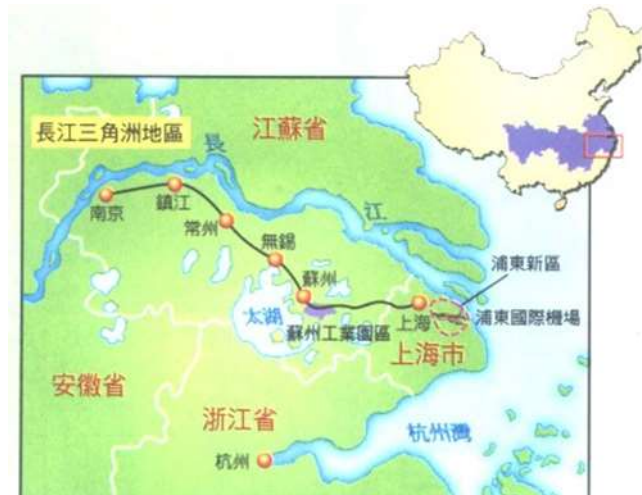 長江三角洲地區
江蘇省
長
江
南京
鎮江
常州
無錫
蘇州
太湖
蘇州工業園區
上海
上海市
浦東新區
浦東國際機場
安徽省
浙江省
杭州
杭州灣